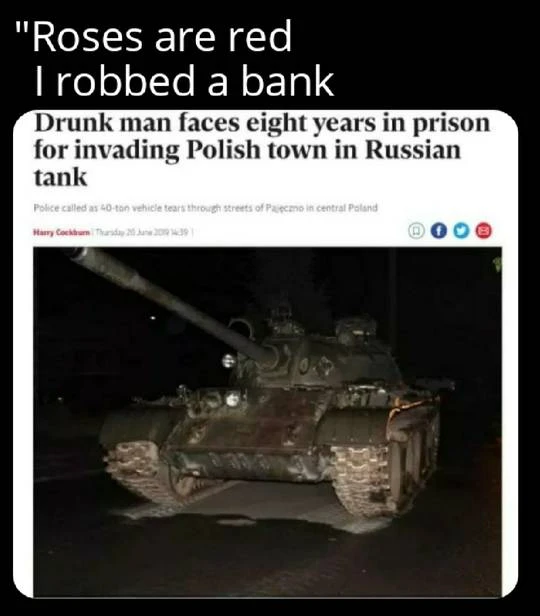 "Roses are red
I robbed a bank
Drunk man faces eight years in prison
for invading Polish town in Russian
tank
Police called as 40-ton vehicle tears through streets of Pajęczno in central Poland
Harry Cockburn | Thursday 20 June 2019 14:39 |